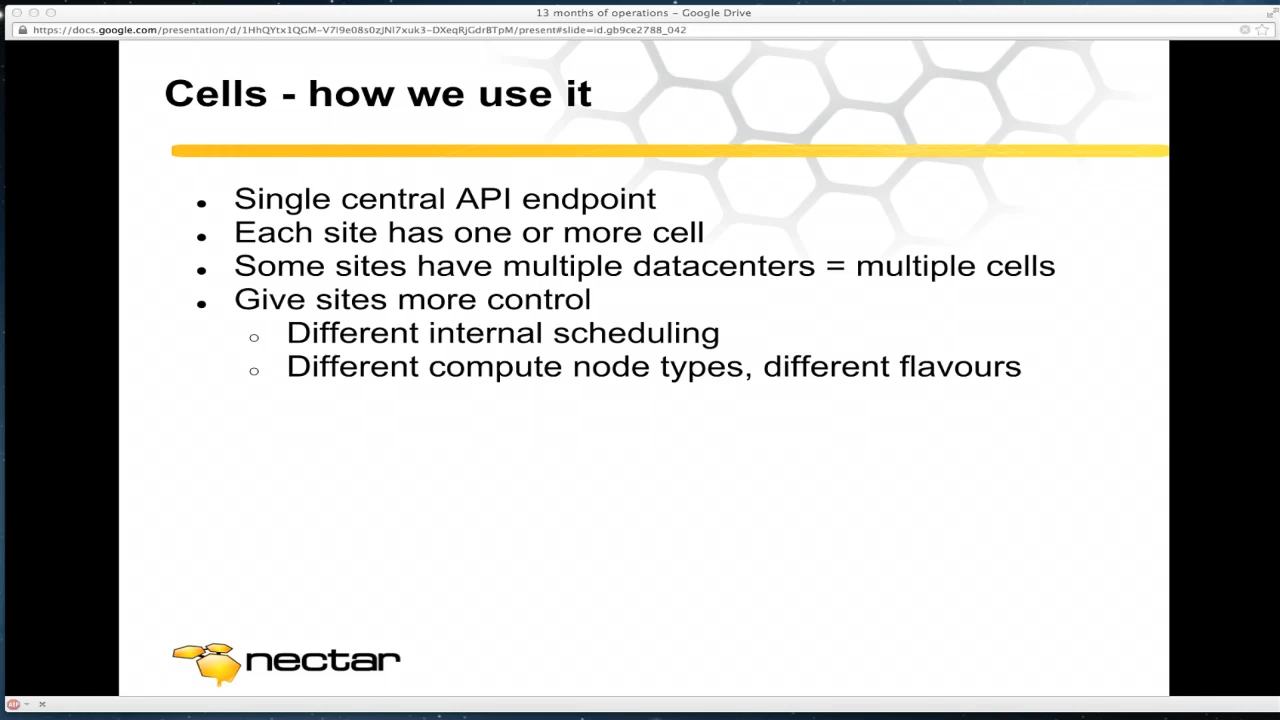 13 months of operations – Google Drive
https://docs.google.com/presentation/d/1HhQYtx1QGM-V7l9e08s0zJNl7xuk3-DXeqRjGdrBTpM/present#slide=id.gb9ce2788_042
Cells - how we use it
Single central API endpoint
Each site has one or more cell
Some sites have multiple datacenters = multiple cells
Give sites more control
Different internal scheduling
Different compute node types, different flavours
nectar
ABP